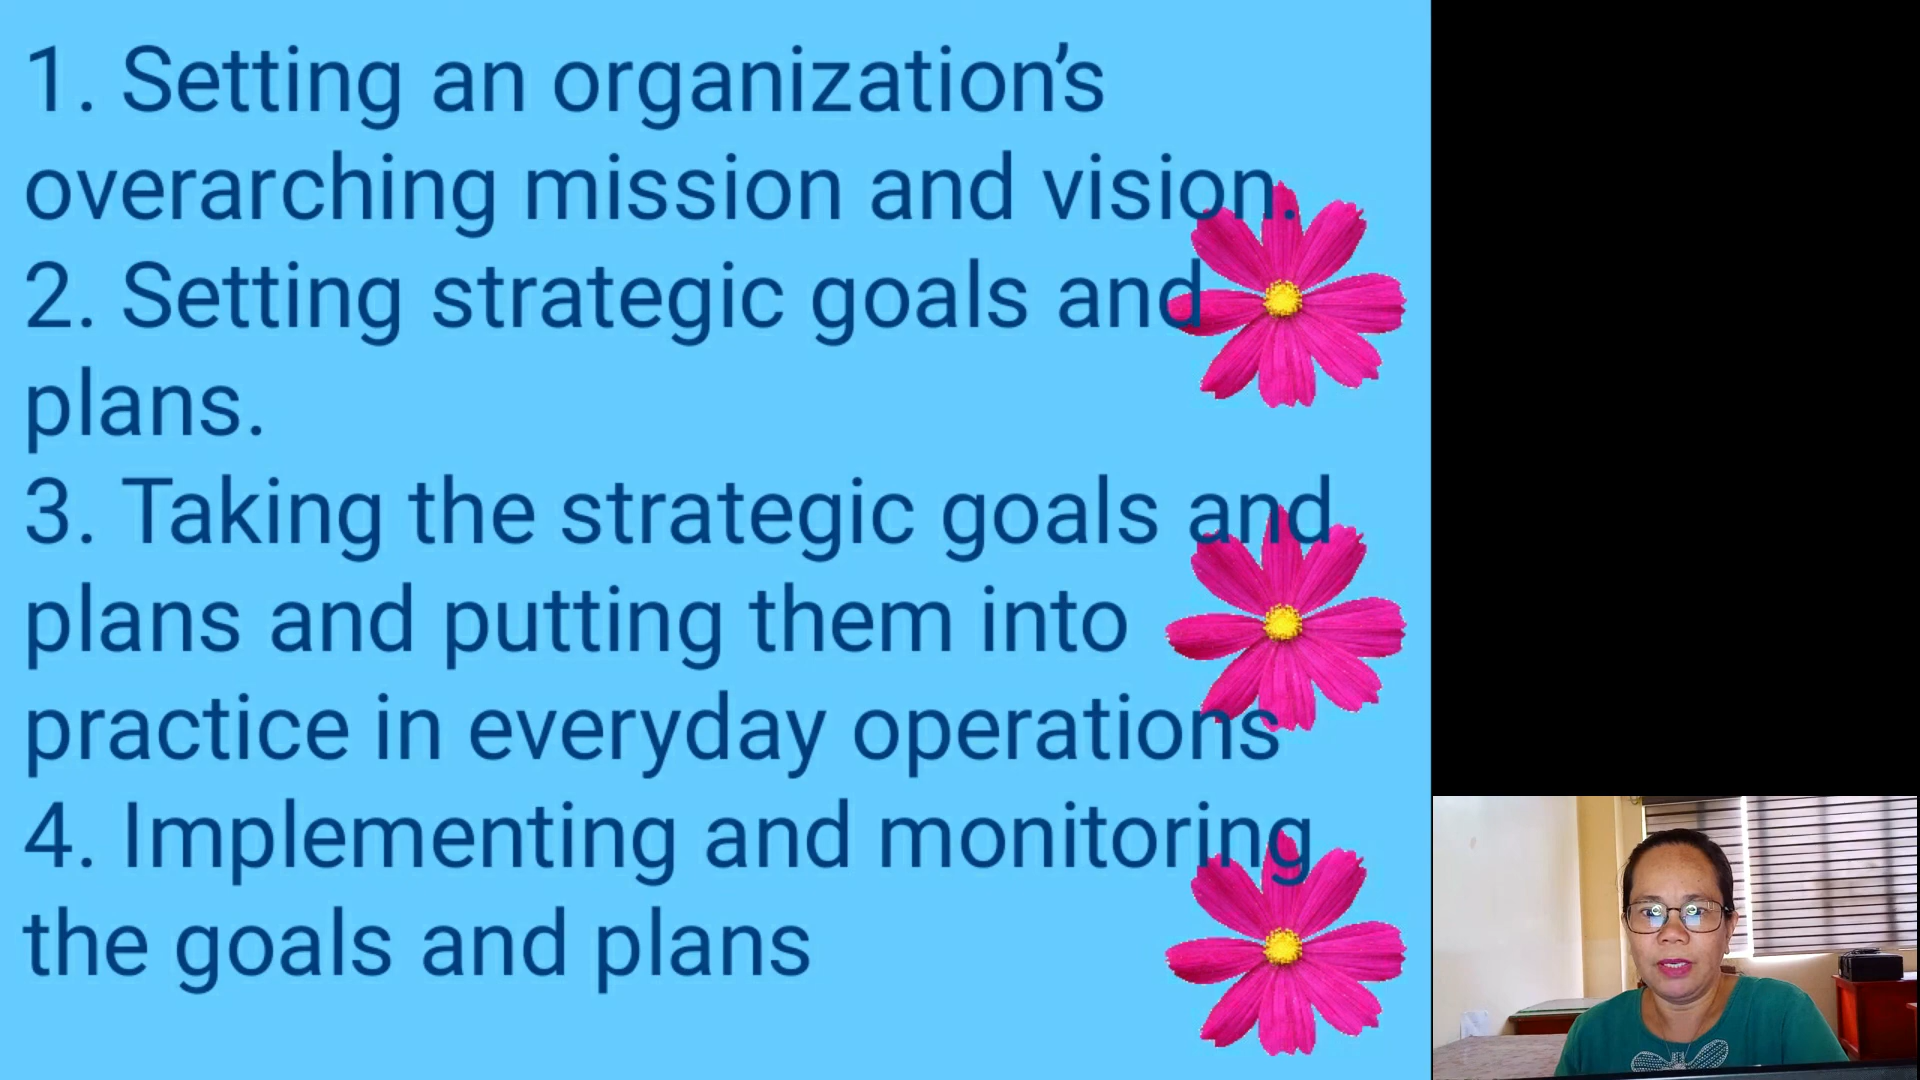 1. Setting an organization’s
overarching mission and vision.
2. Setting strategic goals and
plans.
3. Taking the strategic goals and
plans and putting them into
practice in everyday operations
4. Implementing and monitoring
the goals and plans